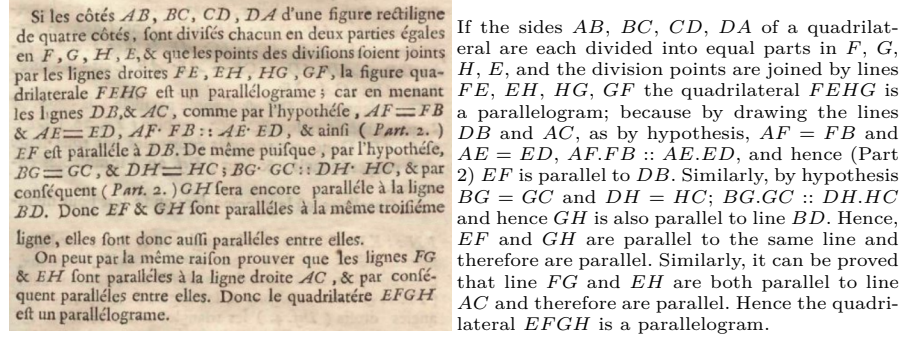 Si les côtés AB, BC, CD, DA d'une figure rectiligne
de quatre côtés, sont divisés chacun en deux parties égales
en F, G, H, E, & que les points des divisions soient joints
par les lignes droites FE, EH, HG, GF, la figure qua-
drilaterale FEHG est un parallélograme; car en menant
les lignes DB, & AC, comme par l'hypothése, AF=FB
& AE=ED, AF· FB :: AE· ED, & ainsi ( Part. 2. )
EF est paralléle à DB. De même puisque, par l'hypothése,
BG=GC, & DH=HC; BG· GC :: DH· HC, & par
conséquent ( Part. 2. ) GH sera encore paralléle à la ligne
BD. Donc EF & GH sont paralléles à la même troisiéme
ligne, elles sont donc aussi paralléles entre elles.
On peut par la même raison prouver que les lignes FG
& EH sont paralléles à la ligne droite AC, & par consé-
quent paralléles entre elles. Donc le quadrilatére EFGH
est un parallélograme.
If the sides AB, BC, CD, DA of a quadrilat-
eral are each divided into equal parts in F, G,
H, E, and the division points are joined by lines
FE, EH, HG, GF the quadrilateral FEHG is
a parallelogram; because by drawing the lines
DB and AC, as by hypothesis, AF = FB and
AE = ED, AF.FB :: AE.ED, and hence (Part
2) EF is parallel to DB. Similarly, by hypothesis
BG = GC and DH = HC; BG.GC :: DH.HC
and hence GH is also parallel to line BD. Hence,
EF and GH are parallel to the same line and
therefore are parallel. Similarly, it can be proved
that line FG and EH are both parallel to line
AC and therefore are parallel. Hence the quadri-
lateral EFGH is a parallelogram.